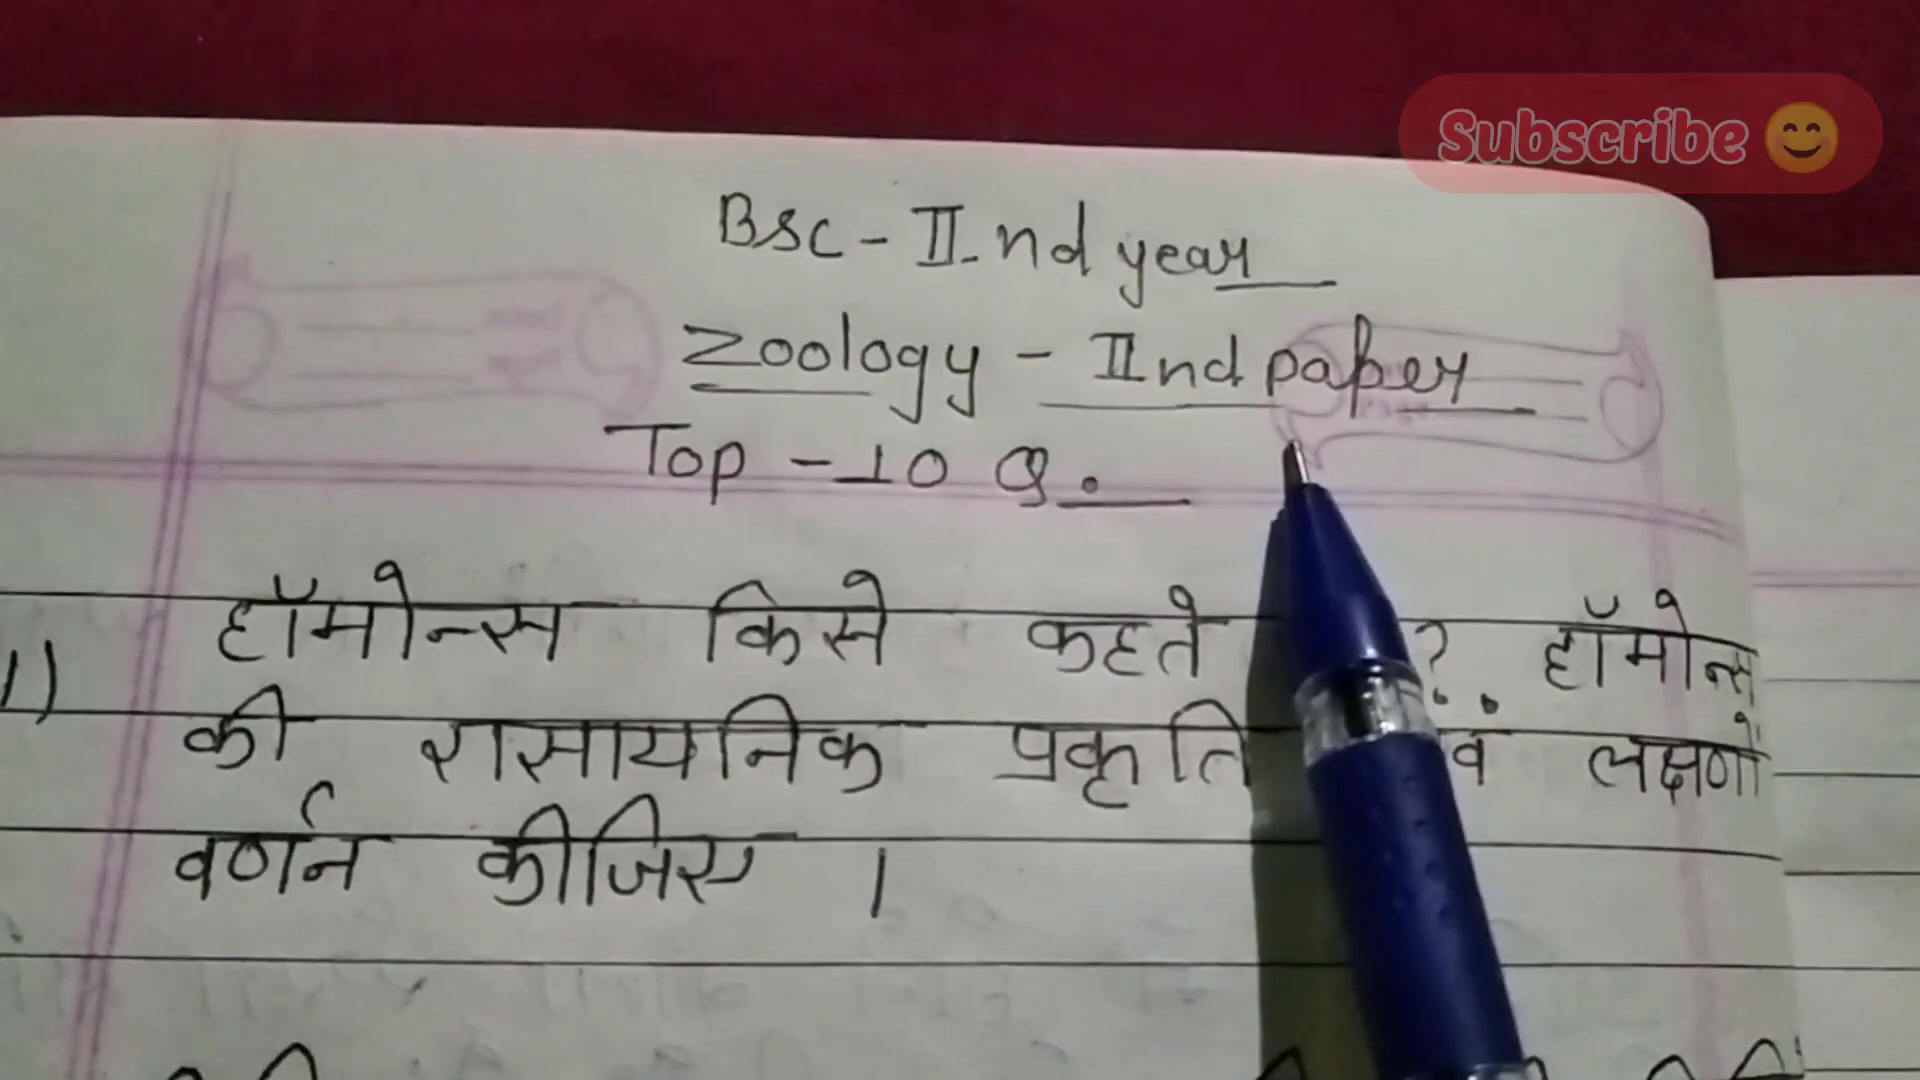 Subscribe 😊
BSC - II nd year
Zoology - IInd paper
Top - 10 Q.
1) हॉमोन्स किसे कहते ? हॉमोन्स
की रासायनिक प्रकृति व लक्षणों
वर्णन कीजिए ।